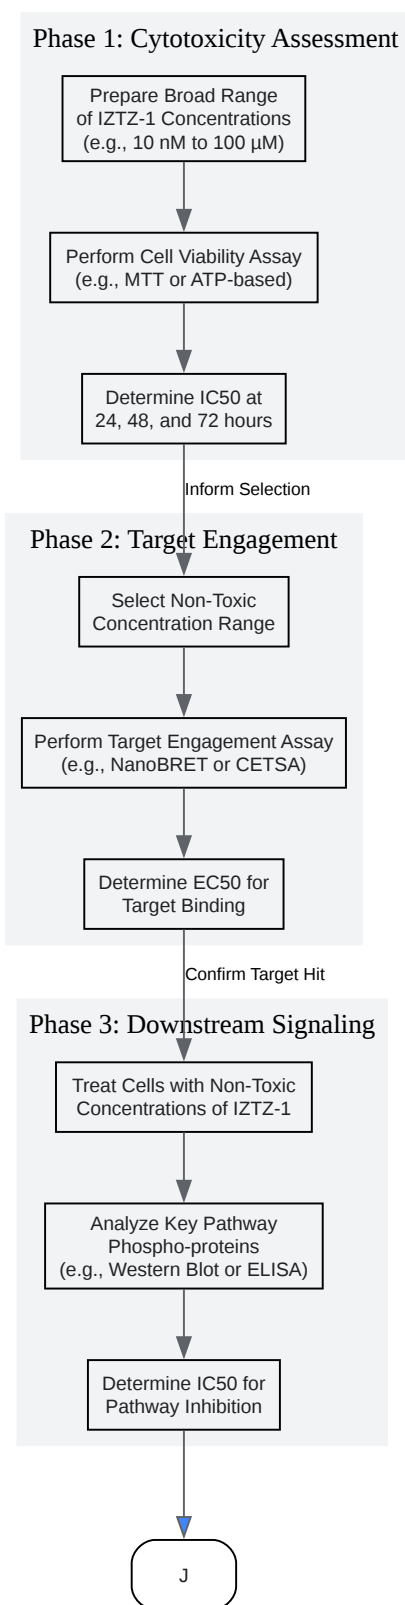 Phase 1: Cytotoxicity Assessment
Prepare Broad Range
of IZTZ-1 Concentrations
(e.g., 10 nM to 100 µM)
Perform Cell Viability Assay
(e.g., MTT or ATP-based)
Determine IC50 at
24, 48, and 72 hours
Inform Selection
Phase 2: Target Engagement
Select Non-Toxic
Concentration Range
Perform Target Engagement Assay
(e.g., NanoBRET or CETSA)
Determine EC50 for
Target Binding
Confirm Target Hit
Phase 3: Downstream Signaling
Treat Cells with Non-Toxic
Concentrations of IZTZ-1
Analyze Key Pathway
Phospho-proteins
(e.g., Western Blot or ELISA)
Determine IC50 for
Pathway Inhibition
J